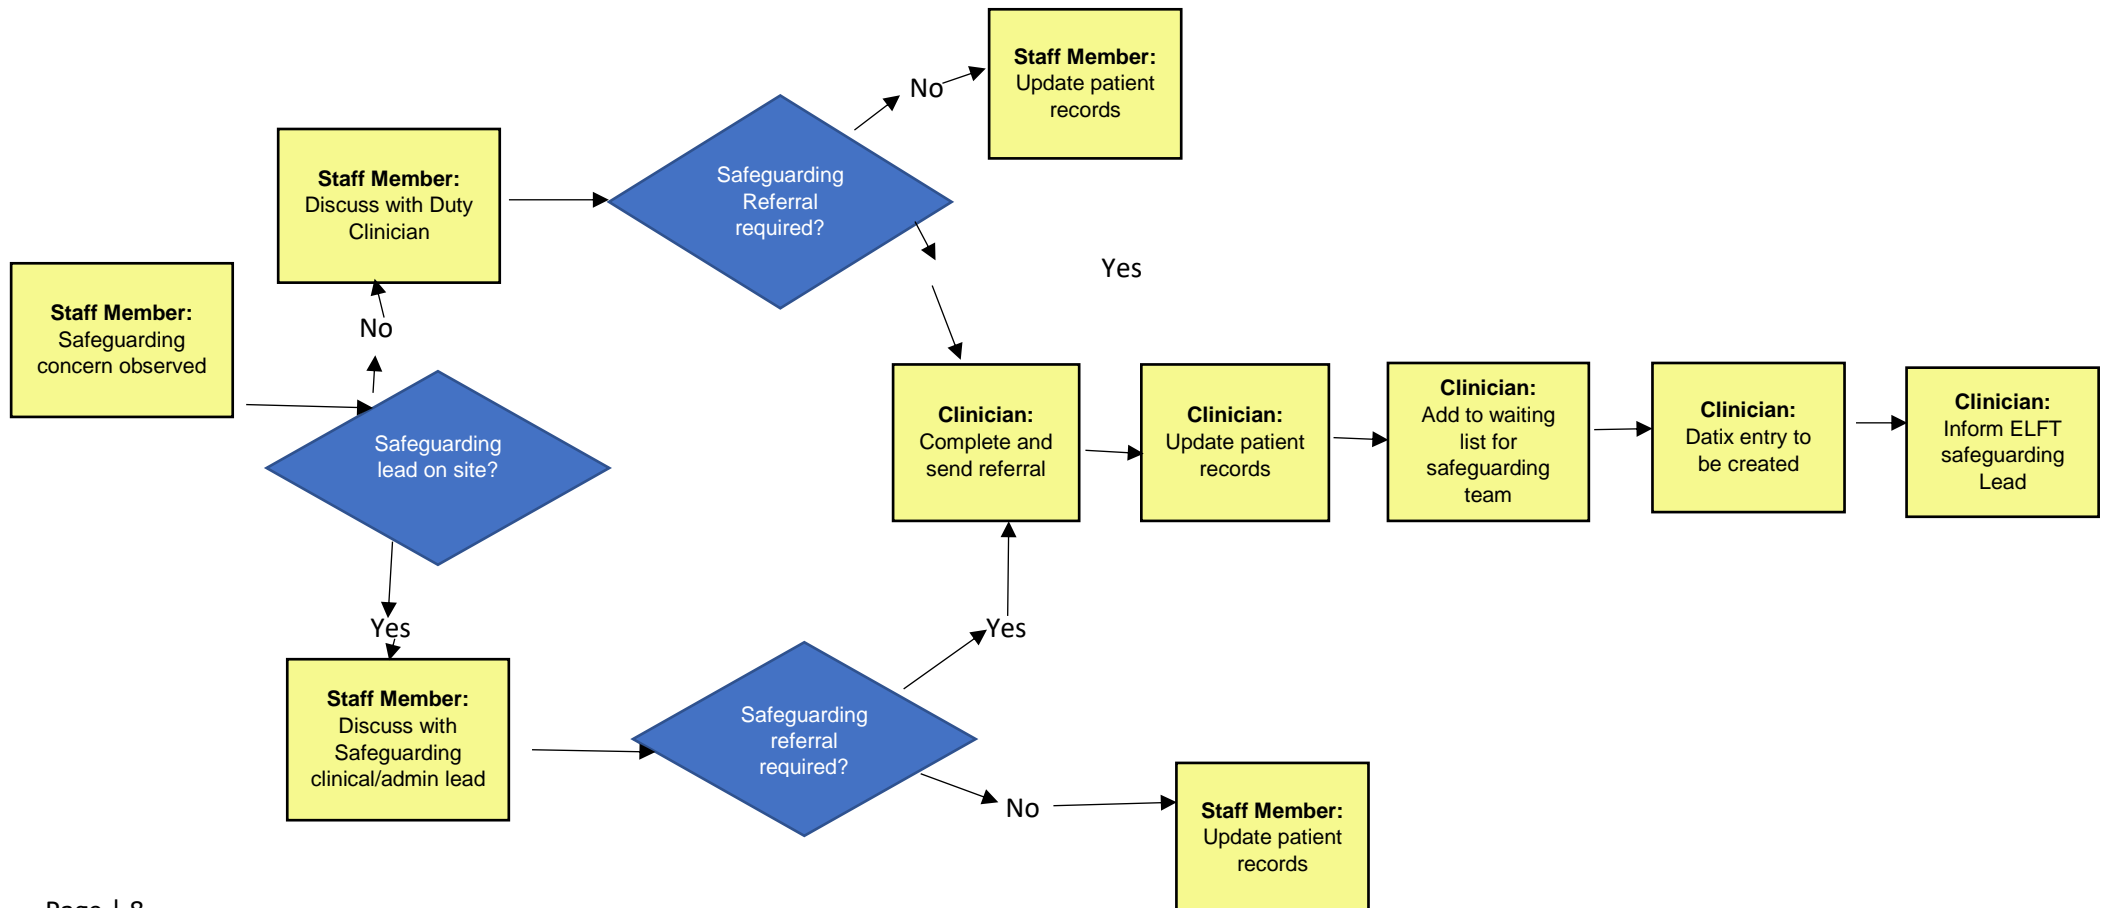 Staff Member:
Update patient
records
No
Staff Member:
Discuss with Duty
Clinician
Safeguarding
Referral
required?
Yes
Staff Member:
Safeguarding
concern observed
No
Safeguarding
lead on site?
Clinician:
Complete and
send referral
Clinician:
Update patient
records
Clinician:
Add to waiting
list for
safeguarding
team
Clinician:
Datix entry to
be created
Clinician:
Inform ELFT
safeguarding
Lead
Yes
Staff Member:
Discuss with
Safeguarding
clinical/admin lead
Safeguarding
referral
required?
Yes
No
Staff Member:
Update patient
records
Page | 8